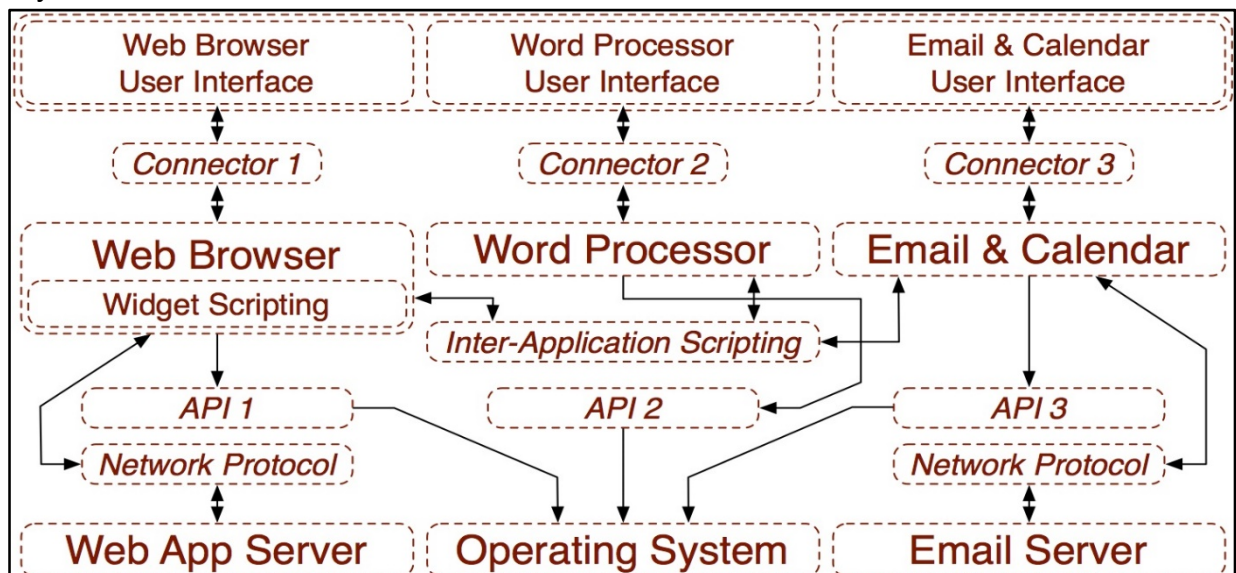 Web Browser
User Interface
Word Processor
User Interface
Email & Calendar
User Interface
Connector 1
Connector 2
Connector 3
Web Browser
Widget Scripting
Word Processor
Email & Calendar
Inter-Application Scripting
API 1
API 2
API 3
Network Protocol
Network Protocol
Web App Server
Operating System
Email Server